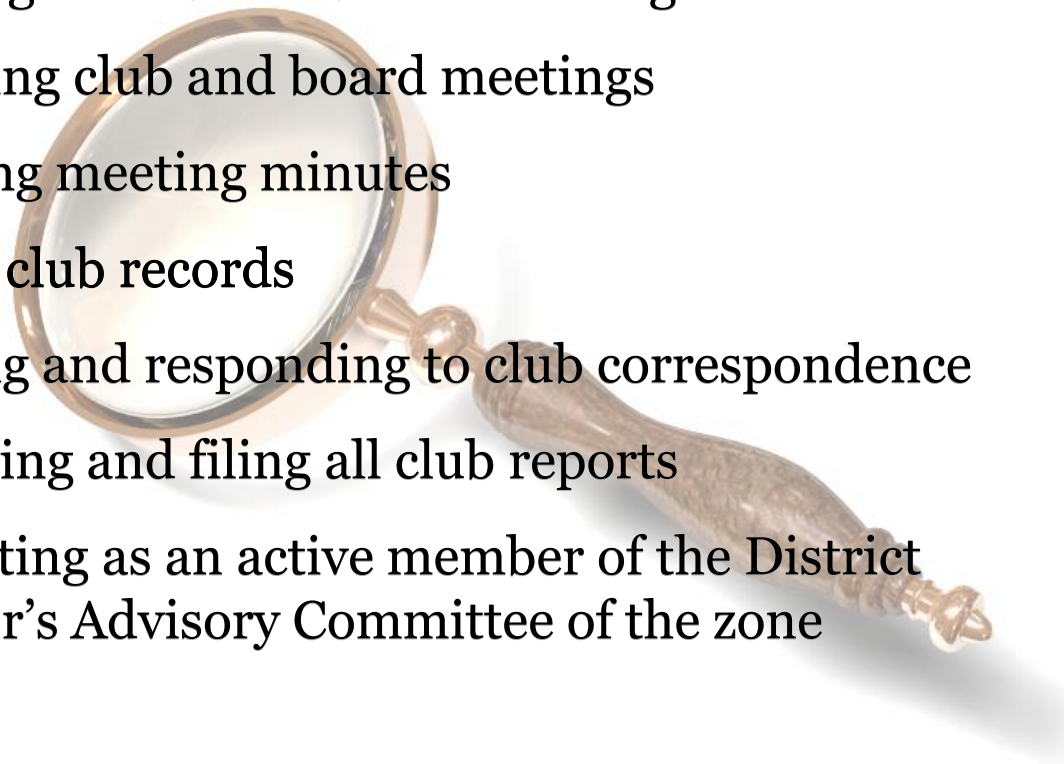 ng club and board meetings
ng meeting minutes
club records
g and responding to club correspondence
ing and filing all club reports
ting as an active member of the District
r’s Advisory Committee of the zone